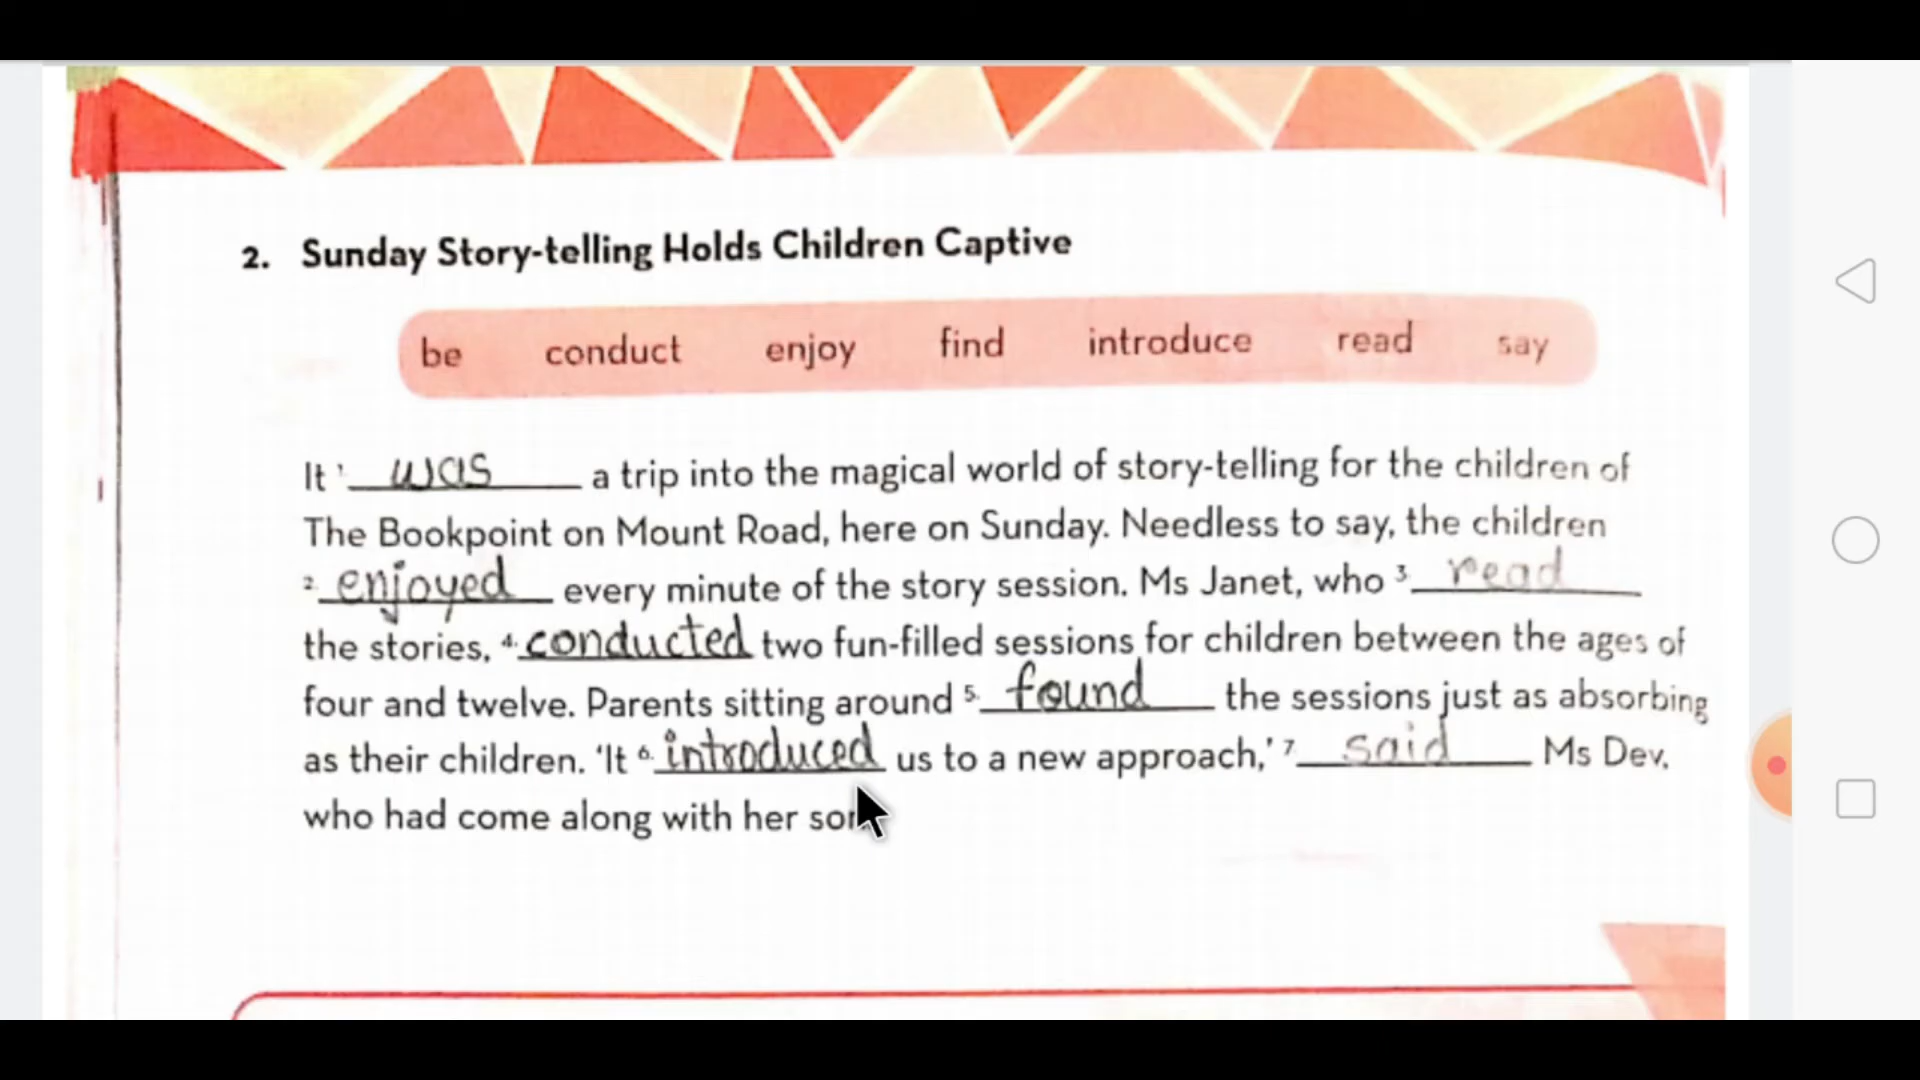 2. Sunday Story-telling Holds Children Captive
be conduct enjoy find introduce read say
It 1. was a trip into the magical world of story-telling for the children of
The Bookpoint on Mount Road, here on Sunday. Needless to say, the children
2. enjoyed every minute of the story session. Ms Janet, who 3. read
the stories, 4. conducted two fun-filled sessions for children between the ages of
four and twelve. Parents sitting around 5. found the sessions just as absorbing
as their children. 'It 6. introduced us to a new approach,' 7. said Ms Dev,
who had come along with her